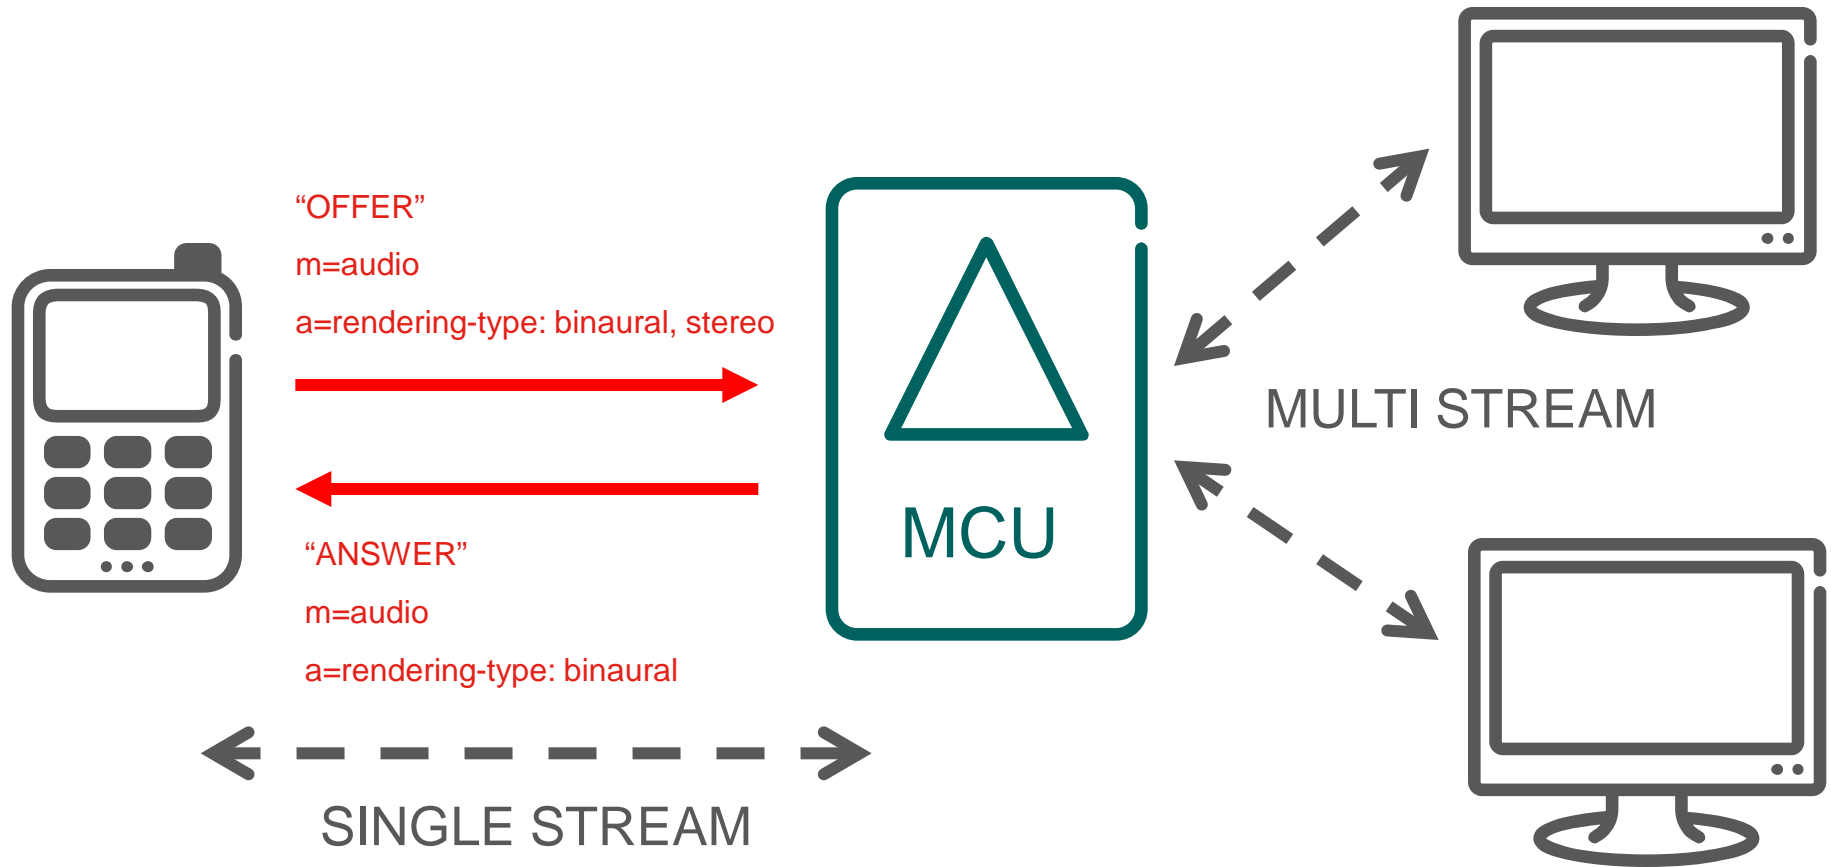 “OFFER”
m=audio
a=rendering-type: binaural, stereo
MULTI STREAM
MCU
“ANSWER”
m=audio
a=rendering-type: binaural
SINGLE STREAM